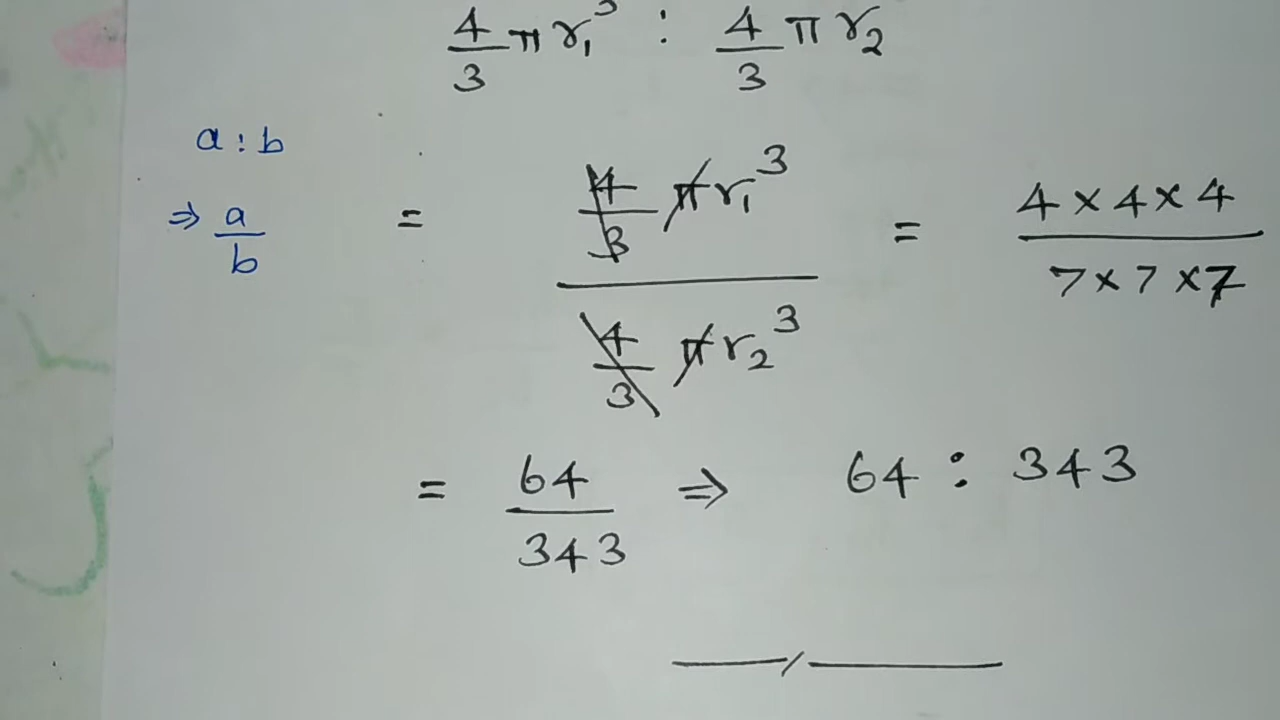 4/3 π r₁³ : 4/3 π r₂
a : b
⇒ a/b = (4/3 π r₁³)/(4/3 π r₂³) = (4 × 4 × 4)/(7 × 7 × 7)
= 64/343 ⇒ 64 : 343